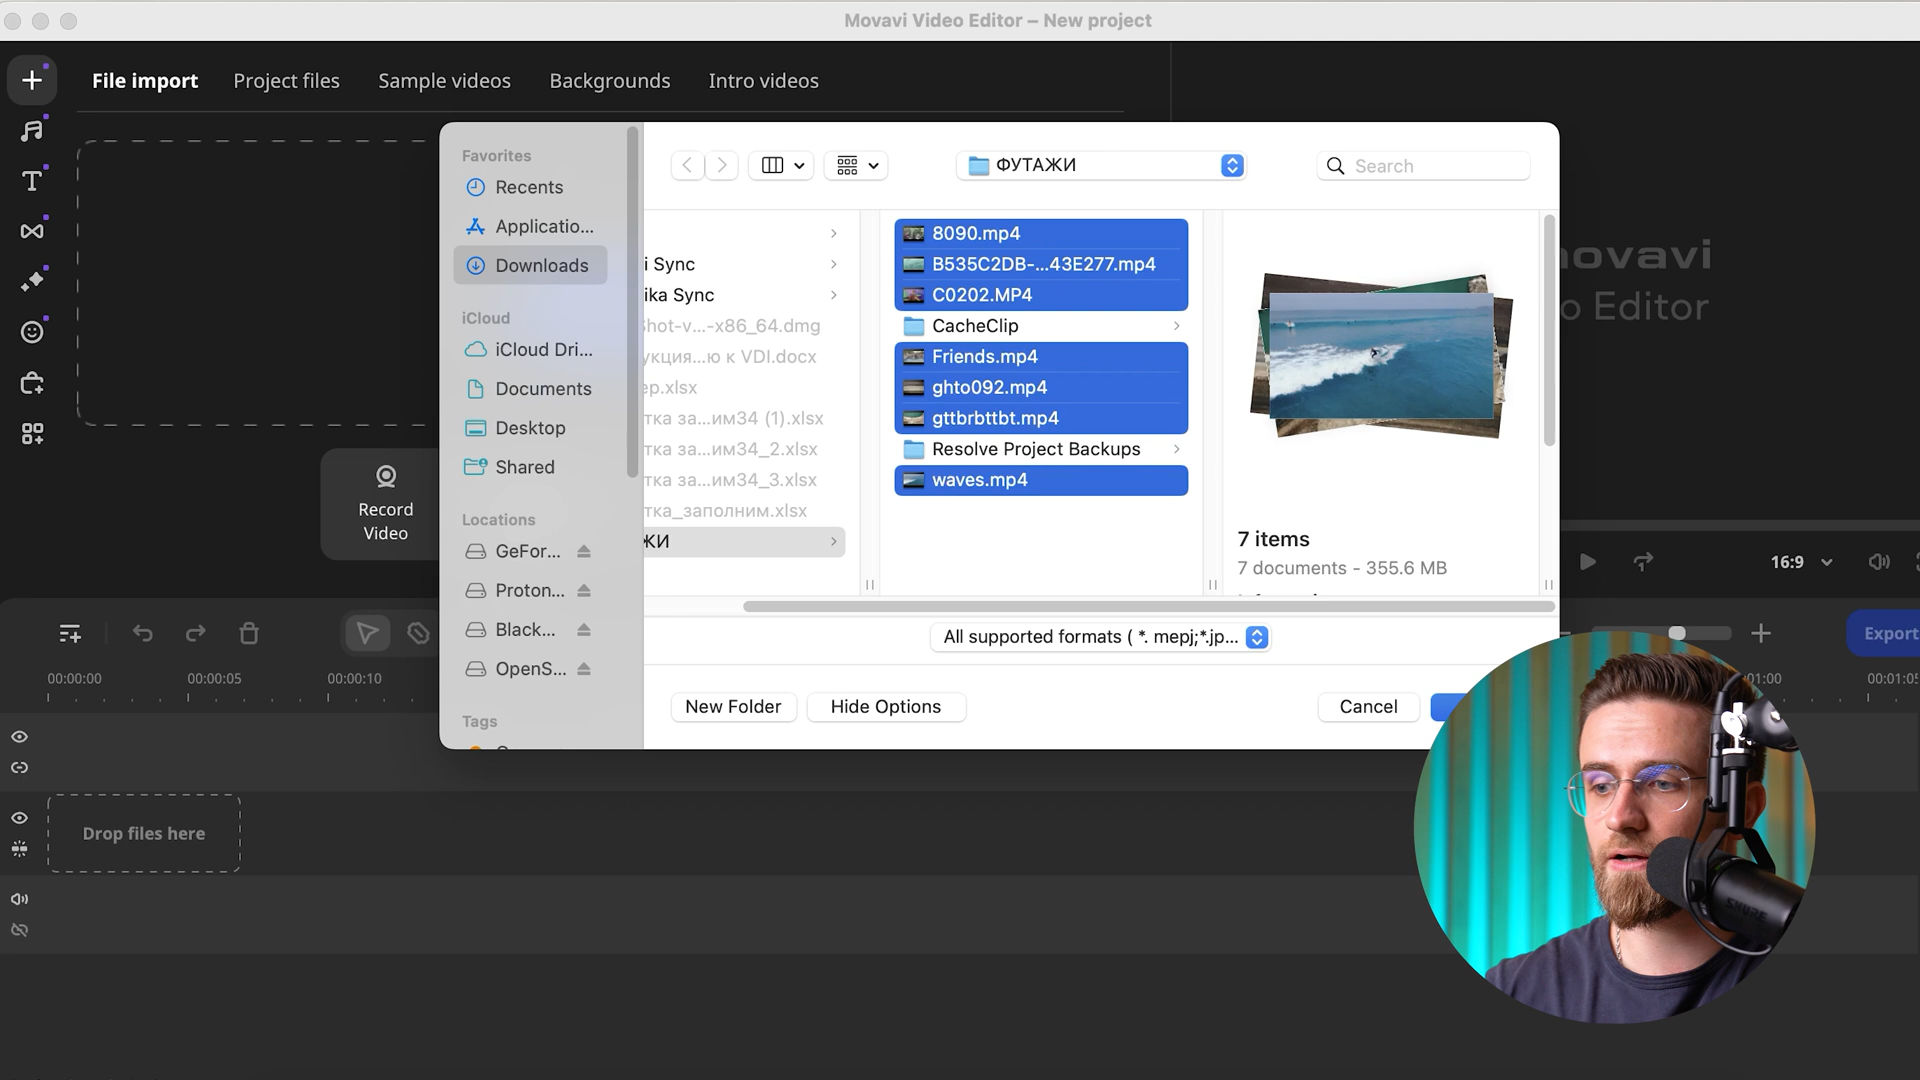 Movavi Video Editor – New project
File import
Project files
Sample videos
Backgrounds
Intro videos
Favorites
Recents
Applicatio...
Downloads
iCloud
iCloud Dri...
Documents
Desktop
Shared
Locations
GeFor...
Proton...
Black...
OpenS...
Tags
ФУТАЖИ
Search
i Sync
ika Sync
Shot-v...-x86_64.dmg
укция...ю к VDI.docx
ер.xlsx
тка за...им34 (1).xlsx
тка за...им34_2.xlsx
тка за...им34_3.xlsx
тка_заполним.xlsx
ЖИ
8090.mp4
B535C2DB-...43E277.mp4
C0202.MP4
CacheClip
Friends.mp4
ghto092.mp4
gttbrbttbt.mp4
Resolve Project Backups
waves.mp4
7 items
7 documents - 355.6 MB
All supported formats ( *. mepj;*.jp...
New Folder
Hide Options
Cancel
movavi
o Editor
Record
Video
16:9
Export
00:00:00
00:00:05
00:00:10
01:00
00:01:05
Drop files here
SHURE